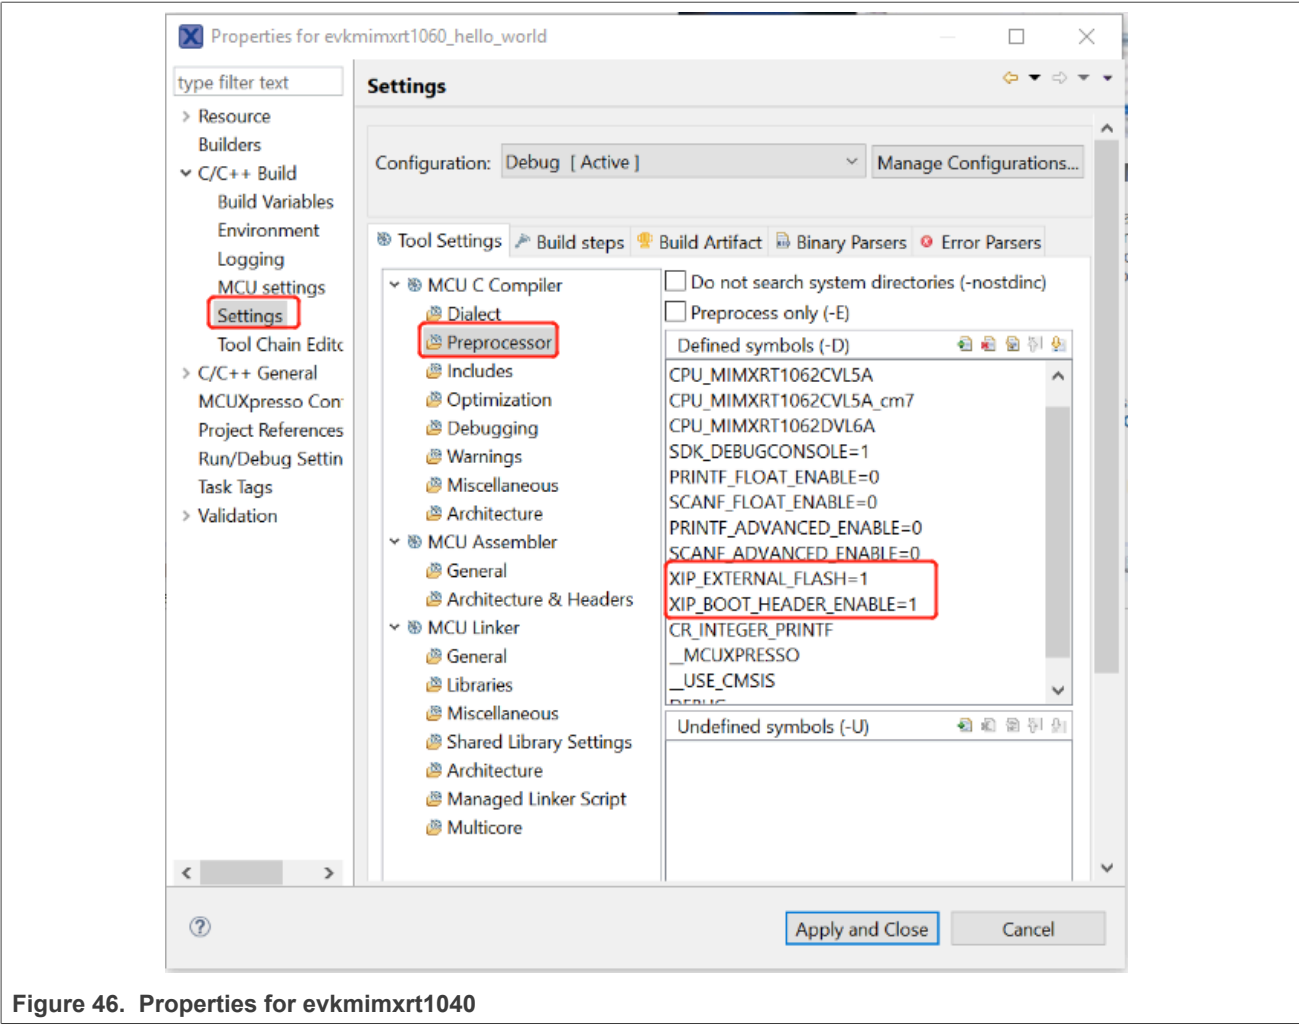 Properties for evkmimxrt1060_hello_world
type filter text
Resource
Builders
C/C++ Build
Build Variables
Environment
Logging
MCU settings
Settings
Tool Chain Edito
C/C++ General
MCUXpresso Con
Project References
Run/Debug Settin
Task Tags
Validation
Settings
Configuration: Debug [ Active ] Manage Configurations...
Tool Settings Build steps Build Artifact Binary Parsers Error Parsers
MCU C Compiler
Dialect
Preprocessor
Includes
Optimization
Debugging
Warnings
Miscellaneous
Architecture
MCU Assembler
General
Architecture & Headers
MCU Linker
General
Libraries
Miscellaneous
Shared Library Settings
Architecture
Managed Linker Script
Multicore
Do not search system directories (-nostdinc)
Preprocess only (-E)
Defined symbols (-D)
CPU_MIMXRT1062CVL5A
CPU_MIMXRT1062CVL5A_cm7
CPU_MIMXRT1062DVL6A
SDK_DEBUGCONSOLE=1
PRINTF_FLOAT_ENABLE=0
SCANF_FLOAT_ENABLE=0
PRINTF_ADVANCED_ENABLE=0
SCANF_ADVANCED_ENABLE=0
XIP_EXTERNAL_FLASH=1
XIP_BOOT_HEADER_ENABLE=1
CR_INTEGER_PRINTF
__MCUXPRESSO
__USE_CMSIS
DEBUG
Undefined symbols (-U)
Apply and Close Cancel
Figure 46. Properties for evkmimxrt1040